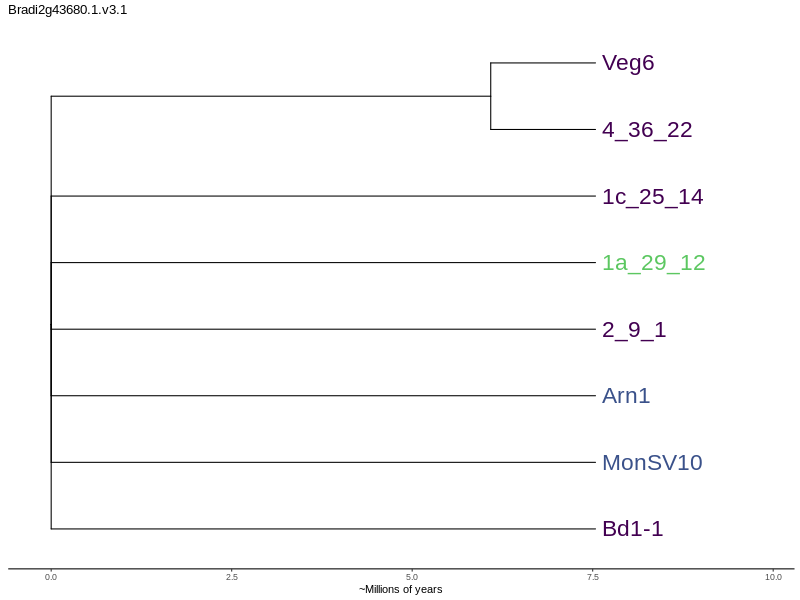 Bradi2g43680.1.v3.1
Veg6
4_36_22
1c_25_14
1a_29_12
2_9_1
Arn1
MonSV10
Bd1-1
0.0 2.5 5.0 7.5 10.0
~Millions of years